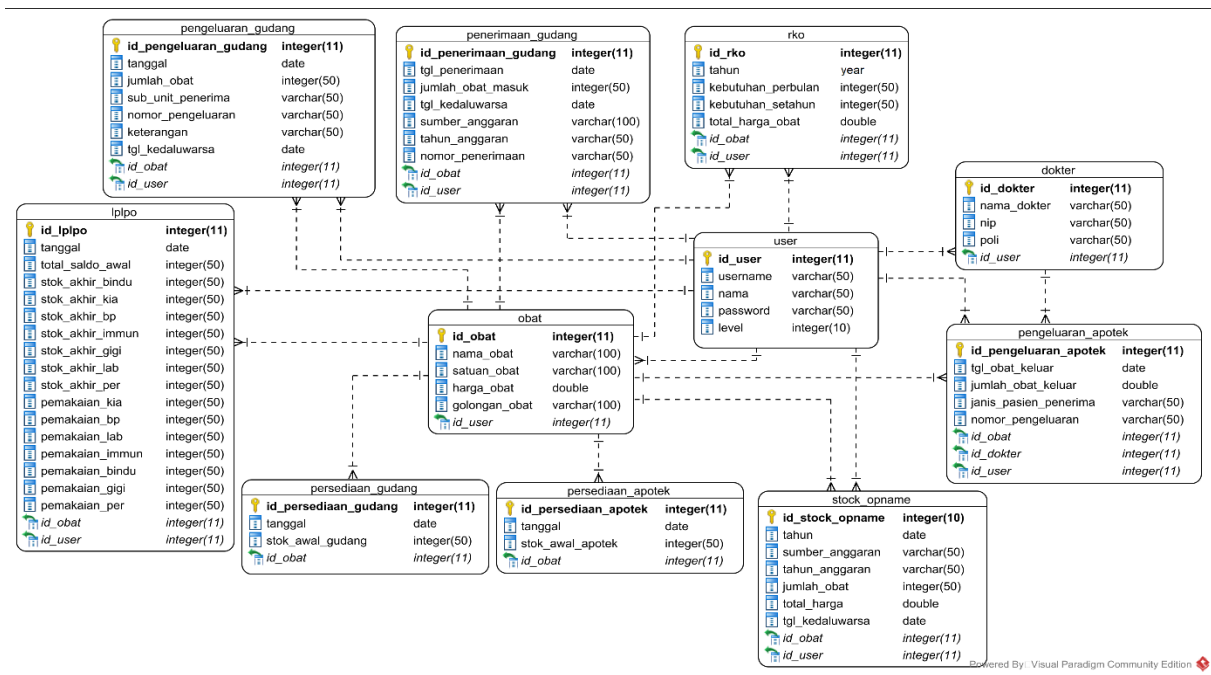 pengeluaran_gudang
id_pengeluaran_gudang integer(11)
tanggal date
jumlah_obat integer(50)
sub_unit_penerima varchar(50)
nomor_pengeluaran varchar(50)
keterangan varchar(50)
tgl_kedaluwarsa date
id_obat integer(11)
id_user integer(11)
penerimaan_gudang
id_penerimaan_gudang integer(11)
tgl_penerimaan date
jumlah_obat_masuk integer(50)
tgl_kedaluwarsa date
sumber_anggaran varchar(100)
tahun_anggaran varchar(50)
nomor_penerimaan varchar(50)
id_obat integer(11)
id_user integer(11)
rko
id_rko integer(11)
tahun year
kebutuhan_perbulan integer(50)
kebutuhan_setahun integer(50)
total_harga_obat double
id_obat integer(11)
id_user integer(11)
dokter
id_dokter integer(11)
nama_dokter varchar(50)
nip varchar(50)
poli varchar(50)
id_user integer(11)
lplpo
id_lplpo integer(11)
tanggal date
total_saldo_awal integer(50)
stok_akhir_bindu integer(50)
stok_akhir_kia integer(50)
stok_akhir_bp integer(50)
stok_akhir_immun integer(50)
stok_akhir_gigi integer(50)
stok_akhir_lab integer(50)
stok_akhir_per integer(50)
pemakaian_kia integer(50)
pemakaian_bp integer(50)
pemakaian_lab integer(50)
pemakaian_immun integer(50)
pemakaian_bindu integer(50)
pemakaian_gigi integer(50)
pemakaian_per integer(50)
id_obat integer(11)
id_user integer(11)
user
id_user integer(11)
username varchar(50)
nama varchar(50)
password varchar(50)
level integer(10)
obat
id_obat integer(11)
nama_obat varchar(100)
satuan_obat varchar(100)
harga_obat double
golongan_obat varchar(100)
id_user integer(11)
pengeluaran_apotek
id_pengeluaran_apotek integer(11)
tgl_obat_keluar date
jumlah_obat_keluar double
janis_pasien_penerima varchar(50)
nomor_pengeluaran varchar(50)
id_obat integer(11)
id_dokter integer(11)
id_user integer(11)
persediaan_gudang
id_persediaan_gudang integer(11)
tanggal date
stok_awal_gudang integer(50)
id_obat integer(11)
persediaan_apotek
id_persediaan_apotek integer(11)
tanggal date
stok_awal_apotek integer(50)
id_obat integer(11)
stock_opname
id_stock_opname integer(10)
tahun date
sumber_anggaran varchar(50)
tahun_anggaran varchar(50)
jumlah_obat integer(50)
total_harga double
tgl_kedaluwarsa date
id_obat integer(11)
id_user integer(11)
Powered By: Visual Paradigm Community Edition